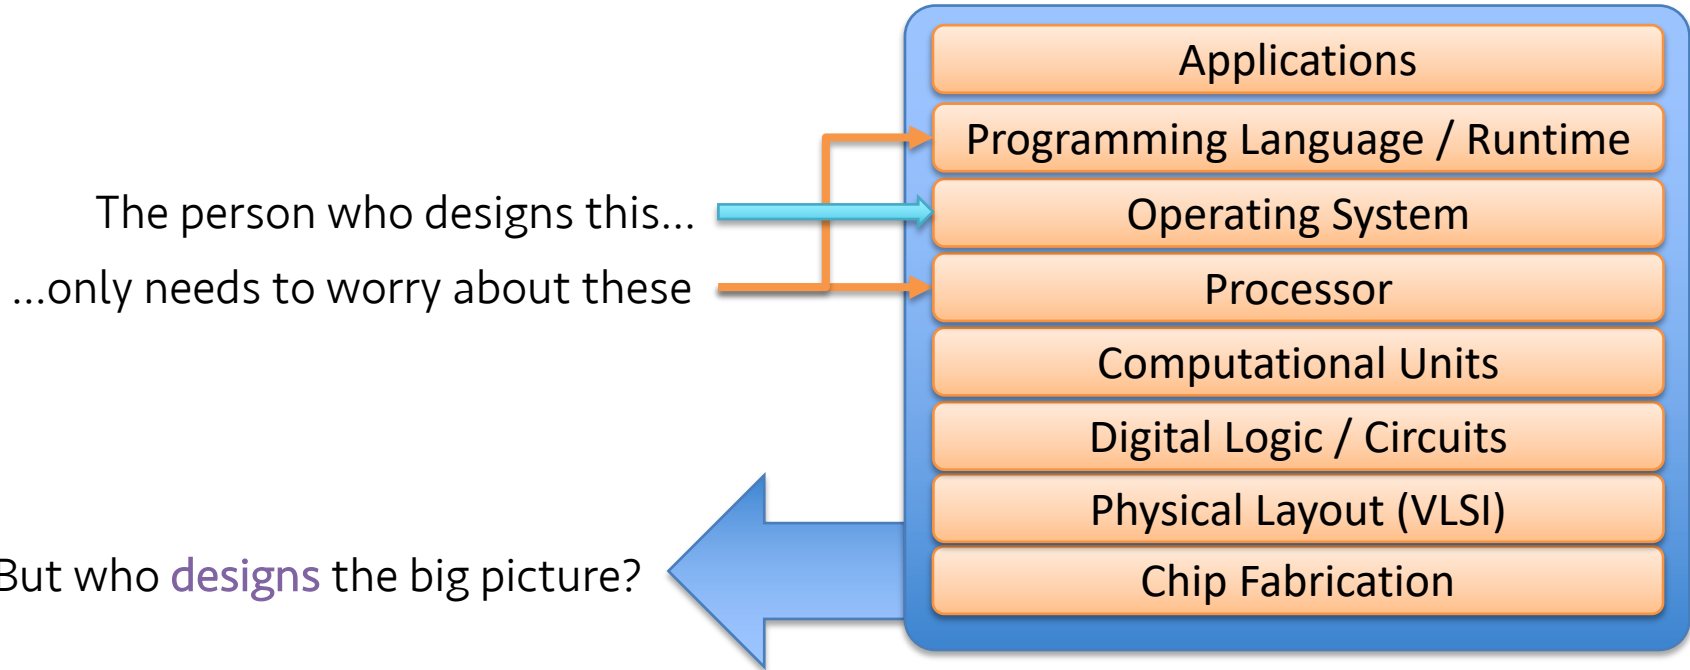 Applications
Programming Language / Runtime
The person who designs this...
Operating System
...only needs to worry about these
Processor
Computational Units
Digital Logic / Circuits
Physical Layout (VLSI)
But who designs the big picture?
Chip Fabrication